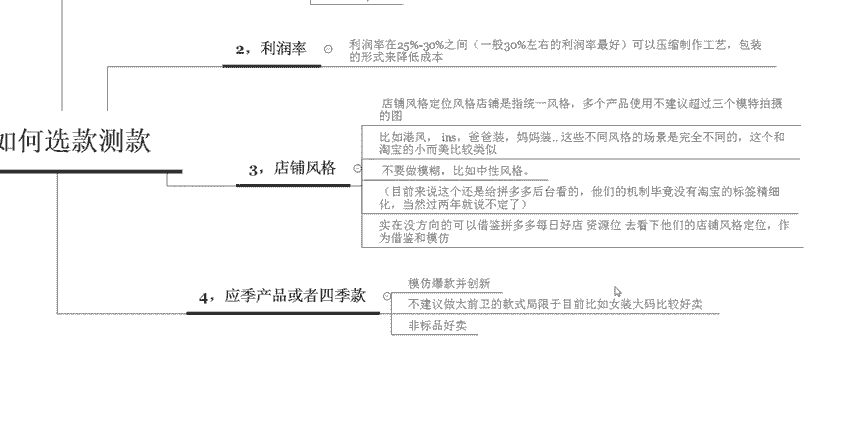 2，利润率
利润率在25%-30%之间（一般30%左右的利润率最好）可以压缩制作工艺，包装
的形式来降低成本
如何选款测款
3，店铺风格
店铺风格定位风格店铺是指统一风格，多个产品使用不建议超过三个模特拍摄
的图
比如港风， ins，爸爸装，妈妈装.. 这些不同风格的场景是完全不同的，这个和
淘宝的小而美比较类似
不要做模糊，比如中性风格。
（目前来说这个还是给拼多多后台看的，他们的机制毕竟没有淘宝的标签精细
化，当然过两年就说不定了）
实在没方向的可以借鉴拼多多每日好店 资源位 去看下他们的店铺风格定位，作
为借鉴和模仿
4，应季产品或者四季款
模仿爆款并创新
不建议做太前卫的款式局限于目前比如女装大码比较好卖
非标品好卖